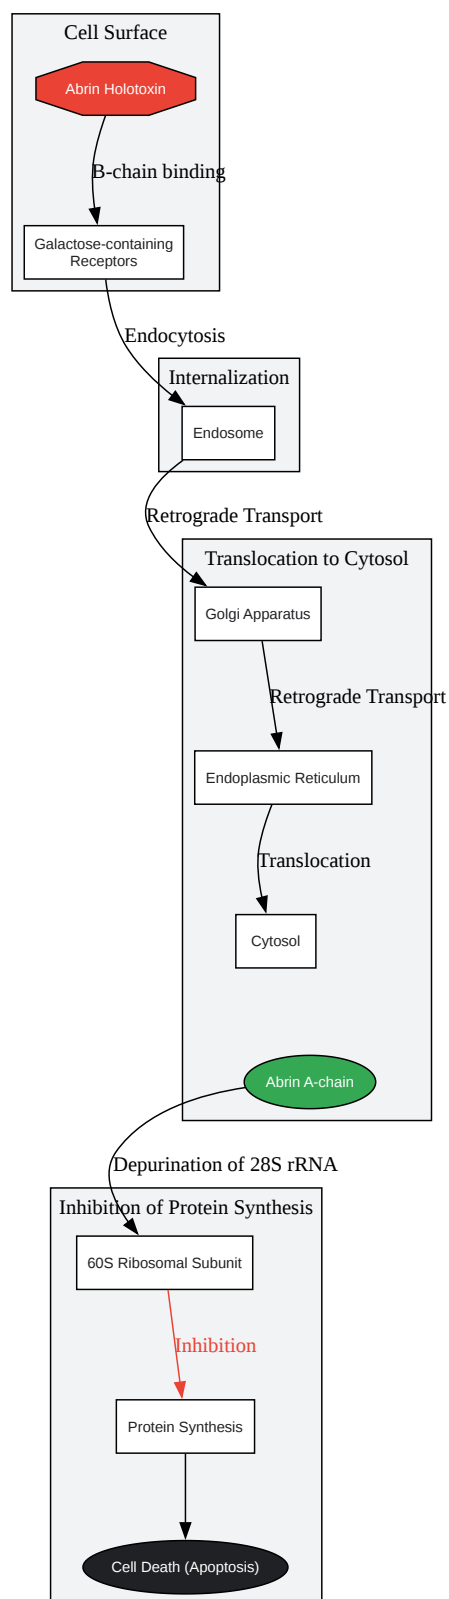 Cell Surface
Abrin Holotoxin
B-chain binding
Galactose-containing
Receptors
Endocytosis
Internalization
Endosome
Retrograde Transport
Translocation to Cytosol
Golgi Apparatus
Retrograde Transport
Endoplasmic Reticulum
Translocation
Cytosol
Abrin A-chain
Depurination of 28S rRNA
Inhibition of Protein Synthesis
60S Ribosomal Subunit
Inhibition
Protein Synthesis
Cell Death (Apoptosis)